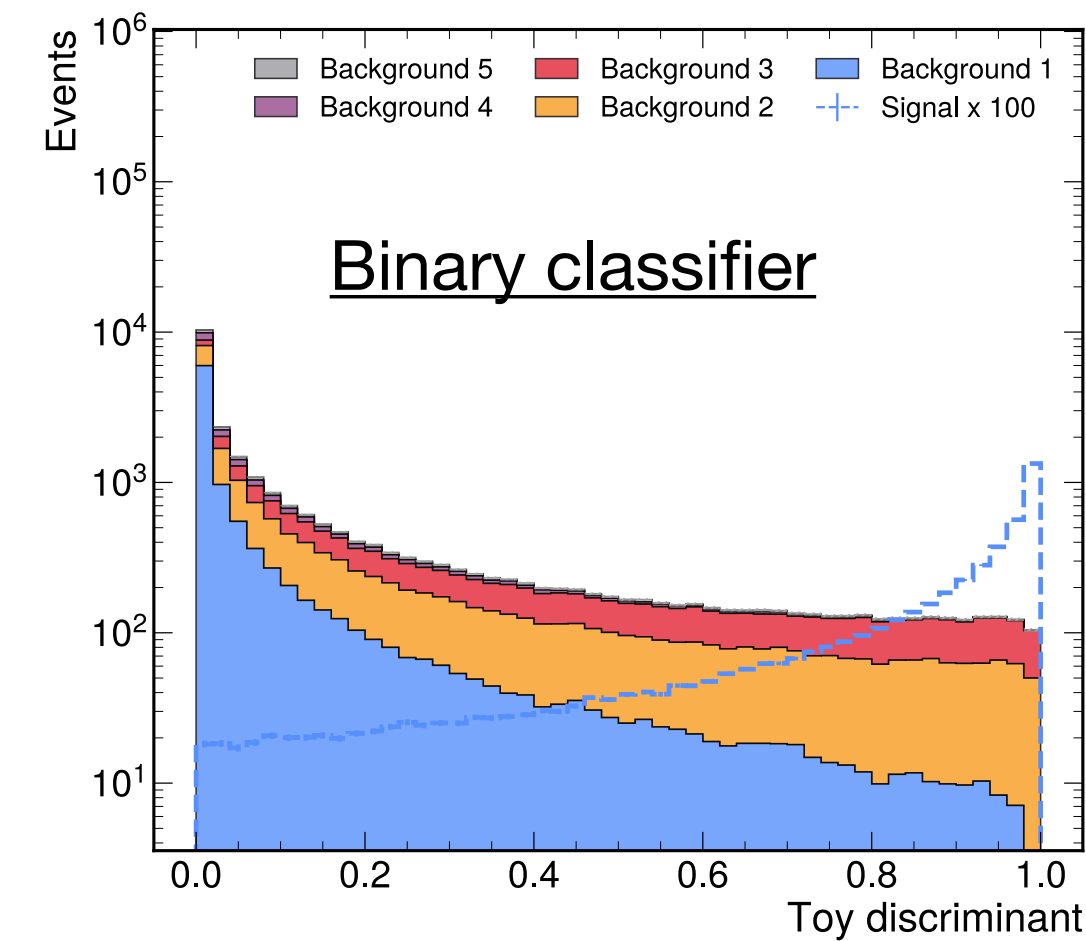 Events
10^6
10^5
10^4
10^3
10^2
10^1
Background 5
Background 4
Background 3
Background 2
Background 1
Signal x 100
Binary classifier
0.0 0.2 0.4 0.6 0.8 1.0
Toy discriminant